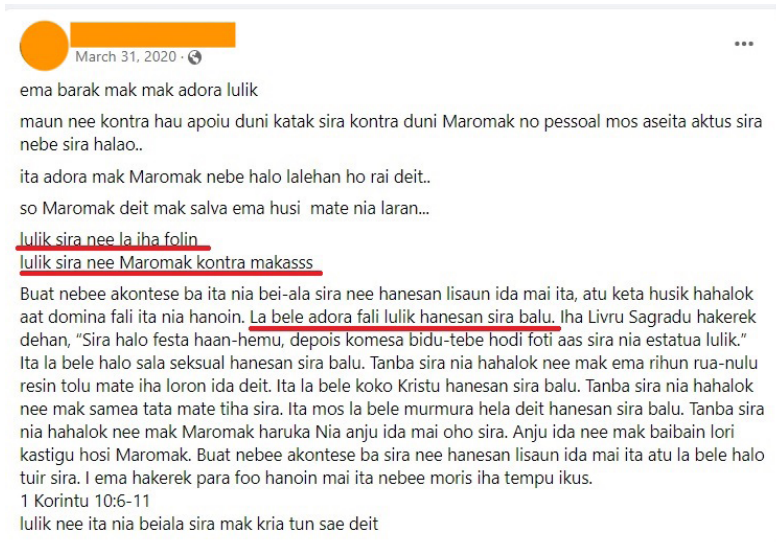 March 31, 2020
ema barak mak mak adora lulik
maun nee kontra hau apoiu duni katak sira kontra duni Maromak no pessoal mos aseita aktus sira
nebe sira halao..
ita adora mak Maromak nebe halo lalehan ho rai deit..
so Maromak deit mak salva ema husi mate nia laran...
lulik sira nee la iha folin
lulik sira nee Maromak kontra makasss
Buat nebee akontese ba ita nia bei-ala sira nee hanesan lisaun ida mai ita, atu keta husik hahalok
aat domina fali ita nia hanoin. La bele adora fali lulik hanesan sira balu. Iha Livru Sagradu hakerek
dehan, “Sira halo festa haan-hemu, depois komesa bidu-tebe hodi foti aas sira nia estatua lulik.”
Ita la bele halo sala seksual hanesan sira balu. Tanba sira nia hahalok nee mak ema rihun rua-nulu
resin tolu mate iha loron ida deit. Ita la bele koko Kristu hanesan sira balu. Tanba sira nia hahalok
nee mak samea tata mate tiha sira. Ita mos la bele murmura hela deit hanesan sira balu. Tanba sira
nia hahalok nee mak Maromak haruka Nia anju ida mai oho sira. Anju ida nee mak baibain lori
kastigu hosi Maromak. Buat nebee akontese ba sira nee hanesan lisaun ida mai ita atu la bele halo
tuir sira. I ema hakerek para foo hanoin mai ita nebee moris iha tempu ikus.
1 Korintu 10:6-11
lulik nee ita nia beiala sira mak kria tun sae deit